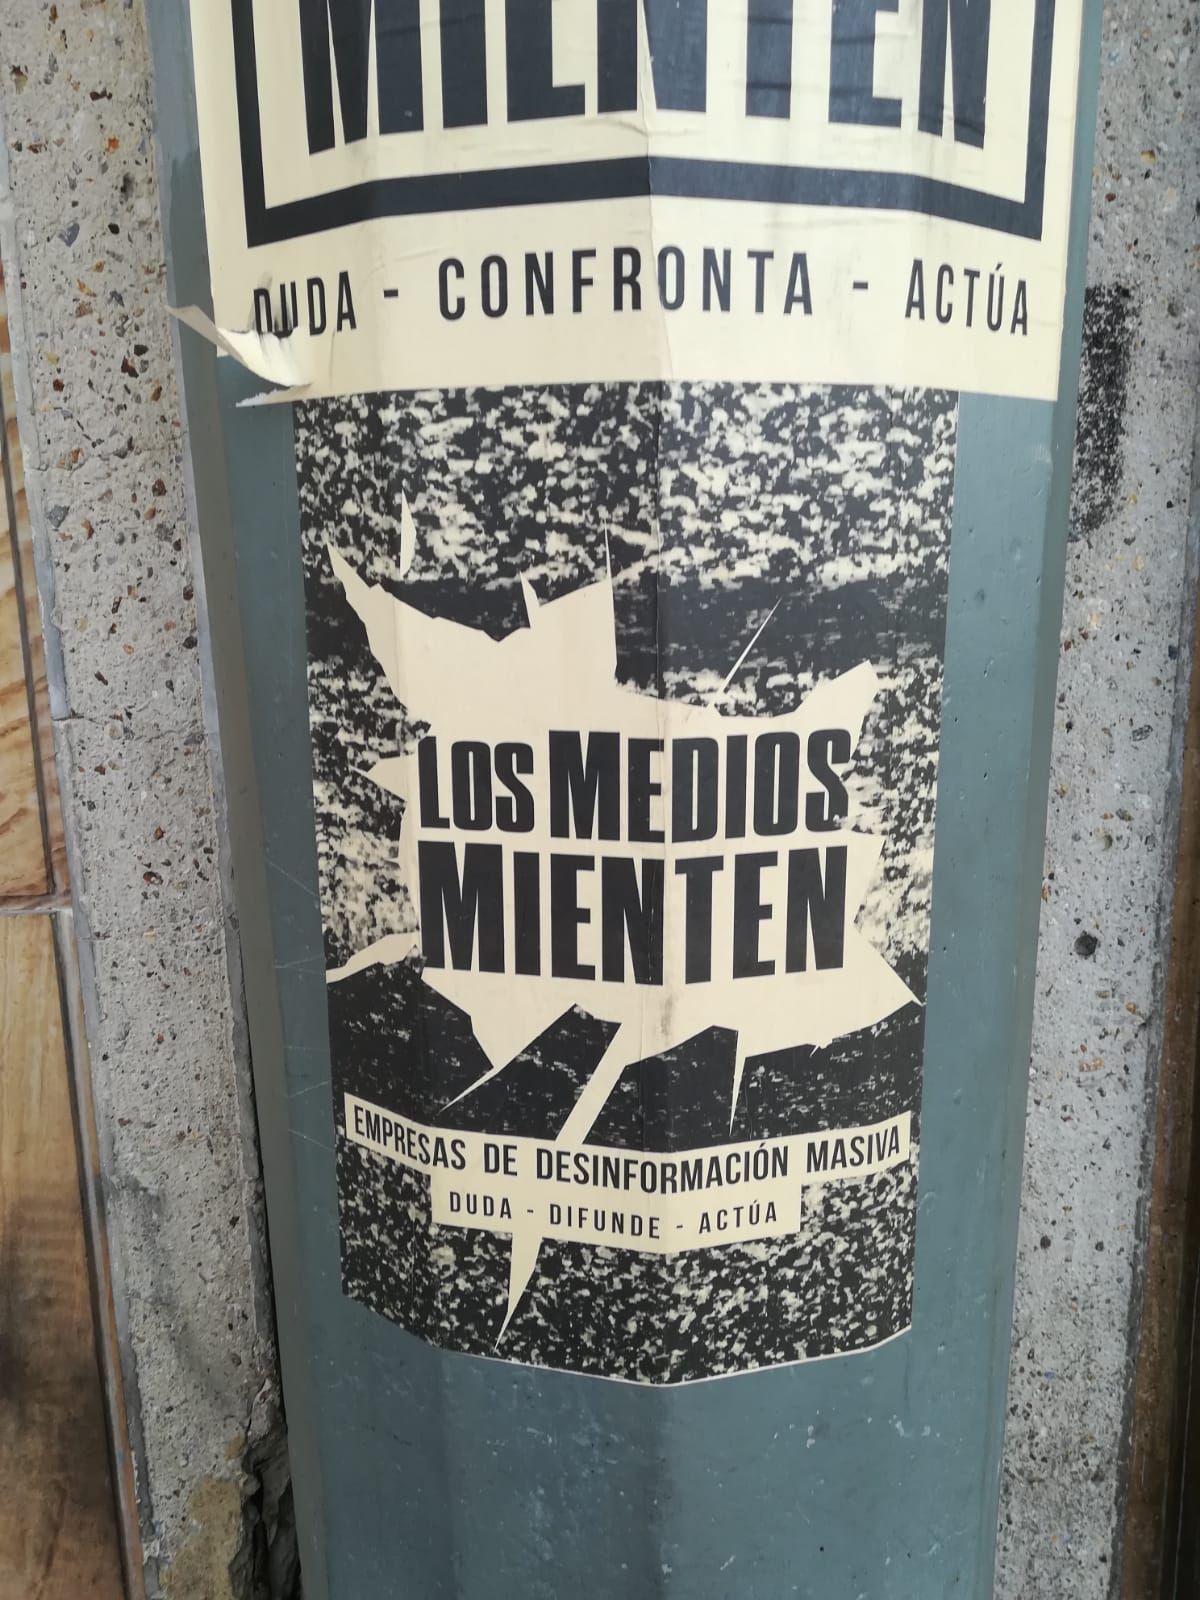 MIENTEN
DUDA - CONFRONTA - ACTÚA
LOS MEDIOS
MIENTEN
EMPRESAS DE DESINFORMACIÓN MASIVA
DUDA - DIFUNDE - ACTÚA